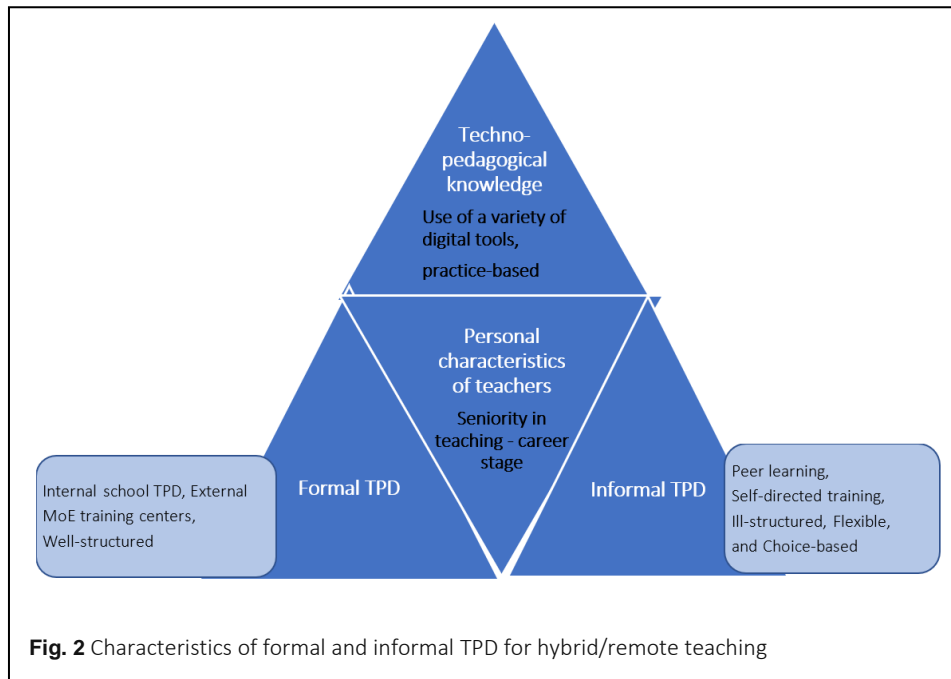 Techno-
pedagogical
knowledge
Use of a variety of
digital tools,
practice-based
Personal
characteristics
of teachers
Seniority in
teaching - career
stage
Internal school TPD, External
MoE training centers,
Well-structured
Formal TPD
Informal TPD
Peer learning,
Self-directed training,
Ill-structured, Flexible,
and Choice-based
Fig. 2 Characteristics of formal and informal TPD for hybrid/remote teaching